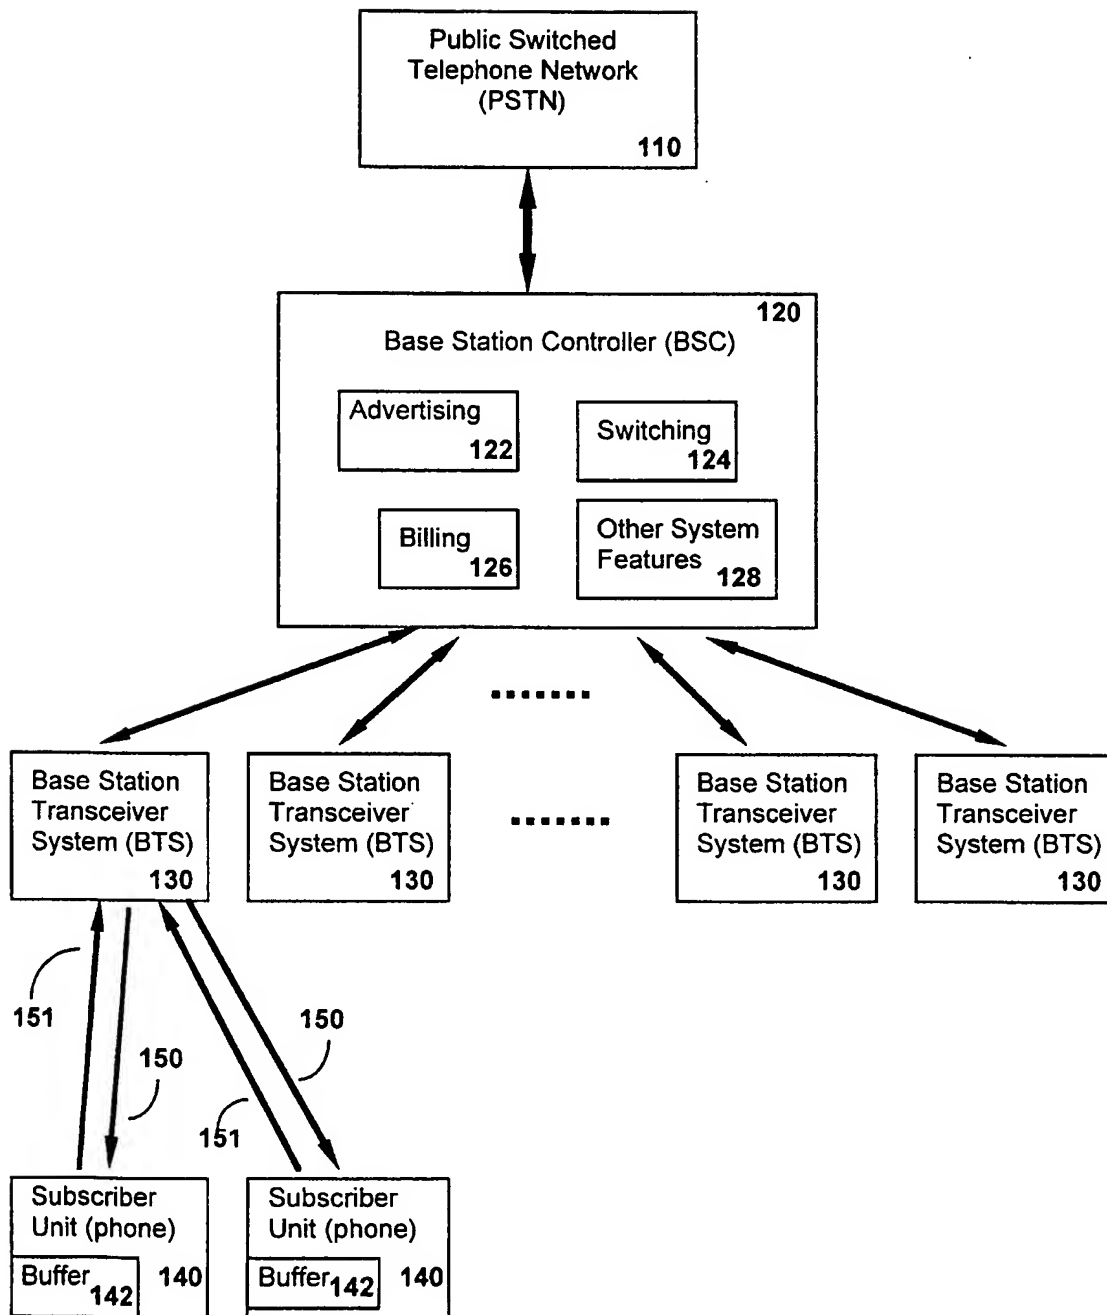 Public Switched
Telephone Network
(PSTN)
110
120
Base Station Controller (BSC)
Advertising
122
Switching
124
Billing
126
Other System
Features
128
Base Station
Transceiver
System (BTS)
130
Base Station
Transceiver
System (BTS)
130
Base Station
Transceiver
System (BTS)
130
Base Station
Transceiver
System (BTS)
130
151
150
150
151
Subscriber
Unit (phone)
Buffer
142
140
Subscriber
Unit (phone)
Buffer
142
140